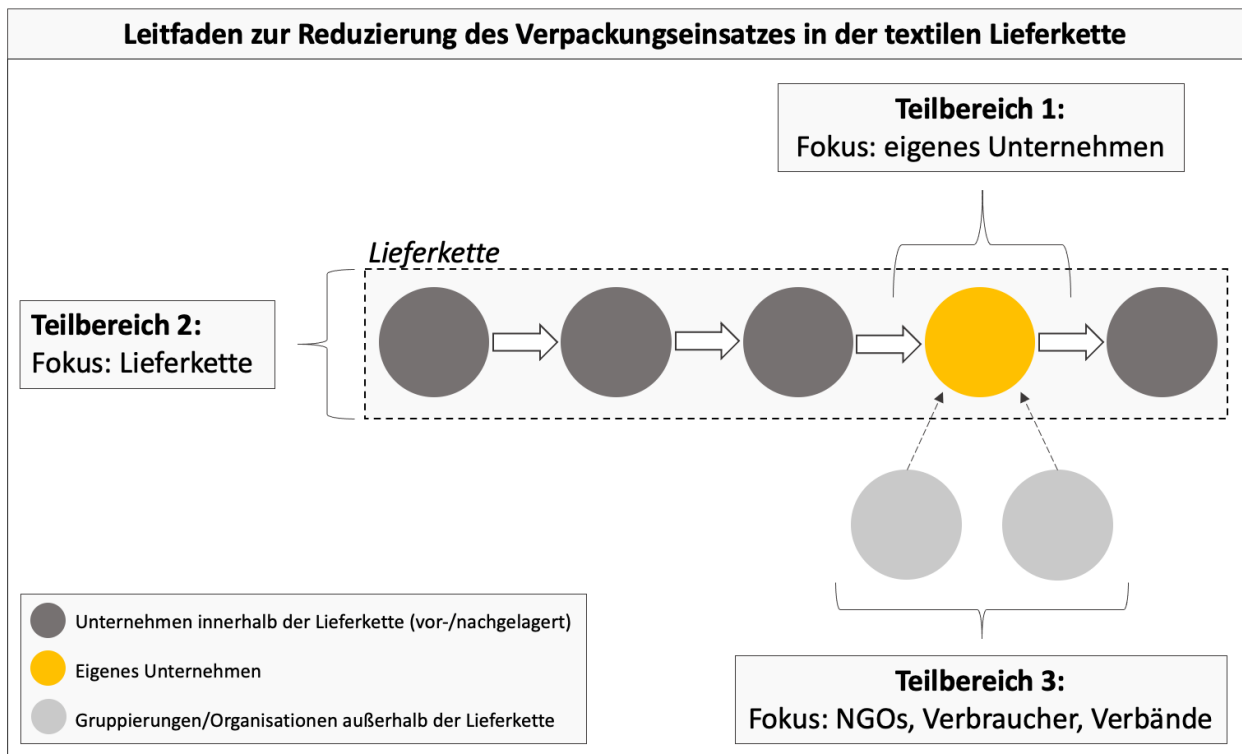 Leitfaden zur Reduzierung des Verpackungseinsatzes in der textilen Lieferkette
Teilbereich 1:
Fokus: eigenes Unternehmen
Lieferkette
Teilbereich 2:
Fokus: Lieferkette
Unternehmen innerhalb der Lieferkette (vor-/nachgelagert)
Eigenes Unternehmen
Gruppierungen/Organisationen außerhalb der Lieferkette
Teilbereich 3:
Fokus: NGOs, Verbraucher, Verbände